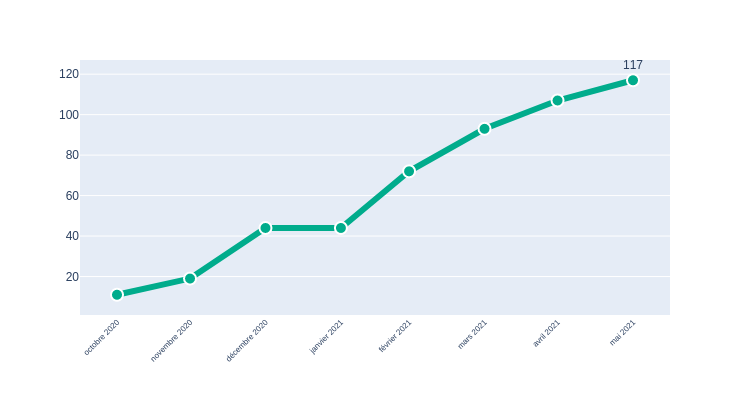 117
120
100
80
60
40
20
octobre 2020
novembre 2020
décembre 2020
janvier 2021
février 2021
mars 2021
avril 2021
mai 2021